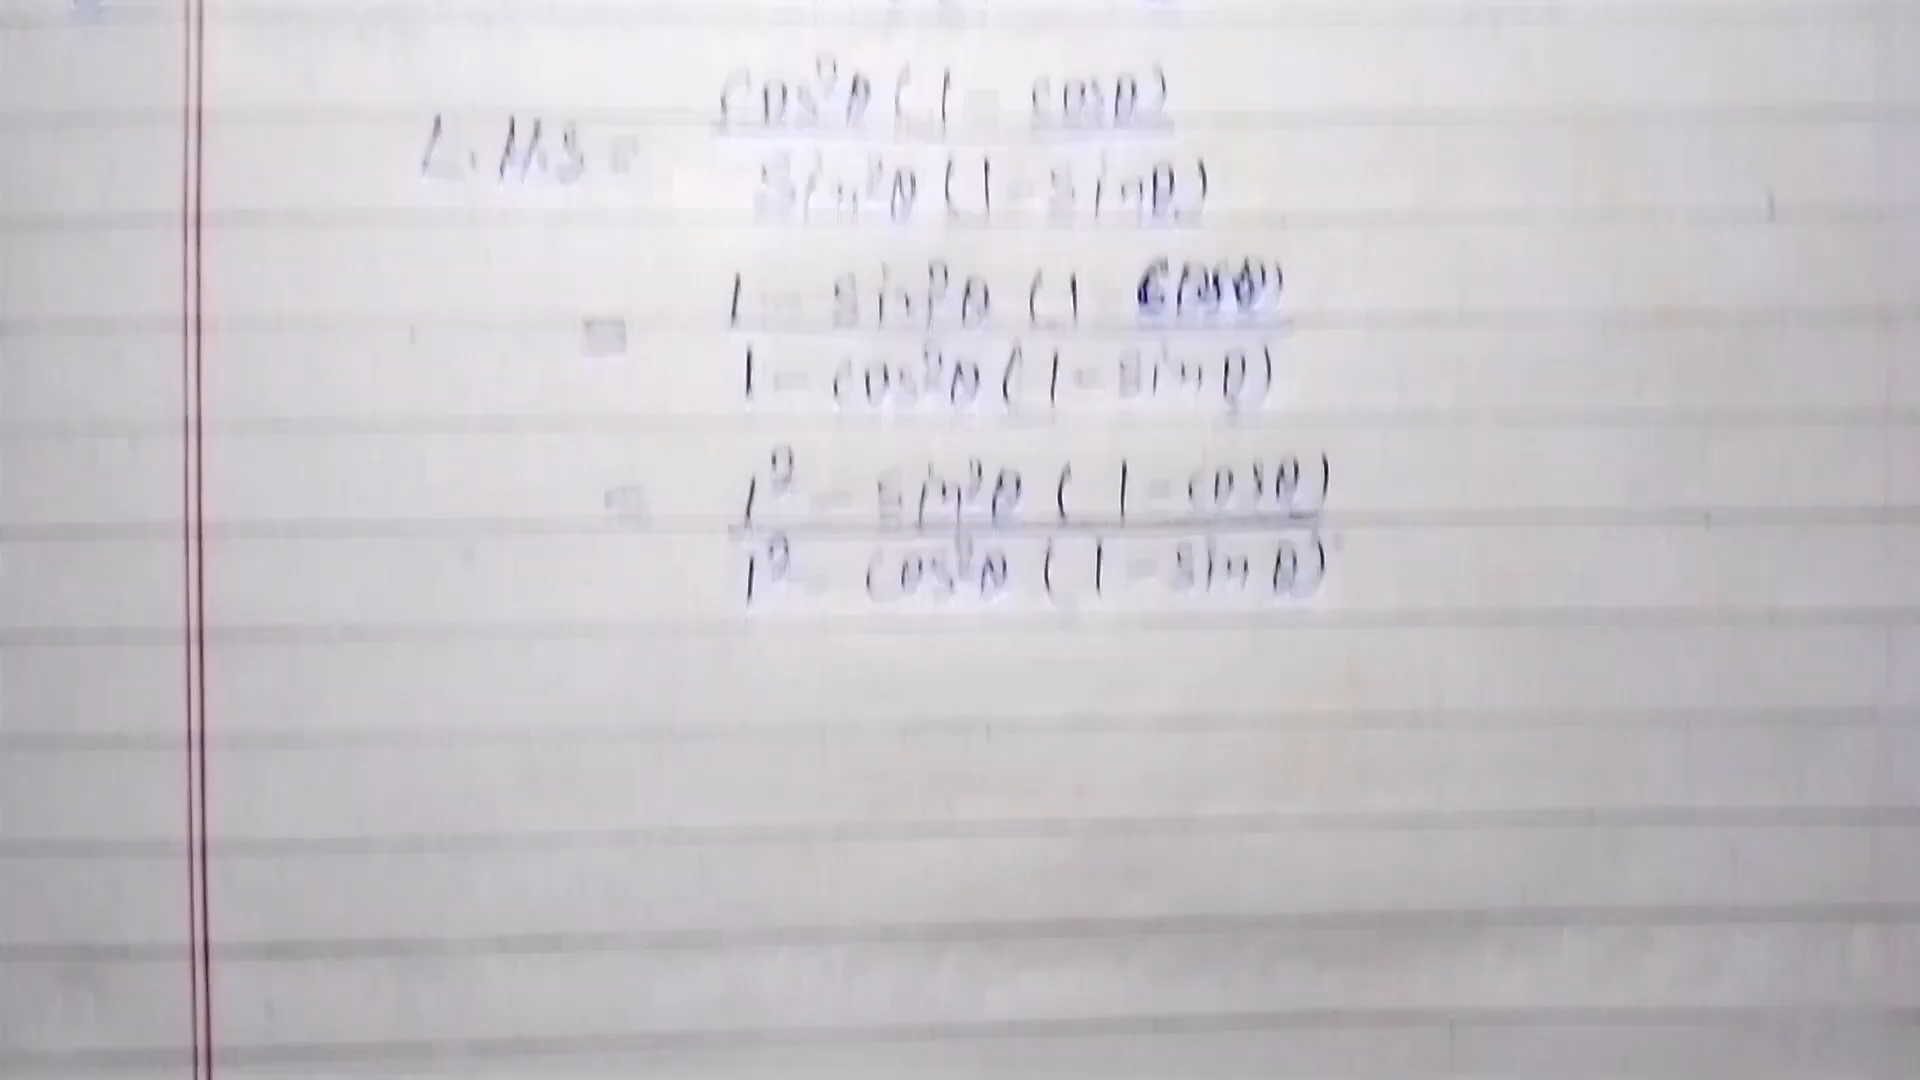 L.H.S = cos²θ (1 - cosθ) / sin²θ (1 - sinθ)
= 1 - sin²θ (1 - cosθ) / 1 - cos²θ (1 - sinθ)
= 1² - sin²θ (1 - cosθ) / 1² - cos²θ (1 - sinθ)